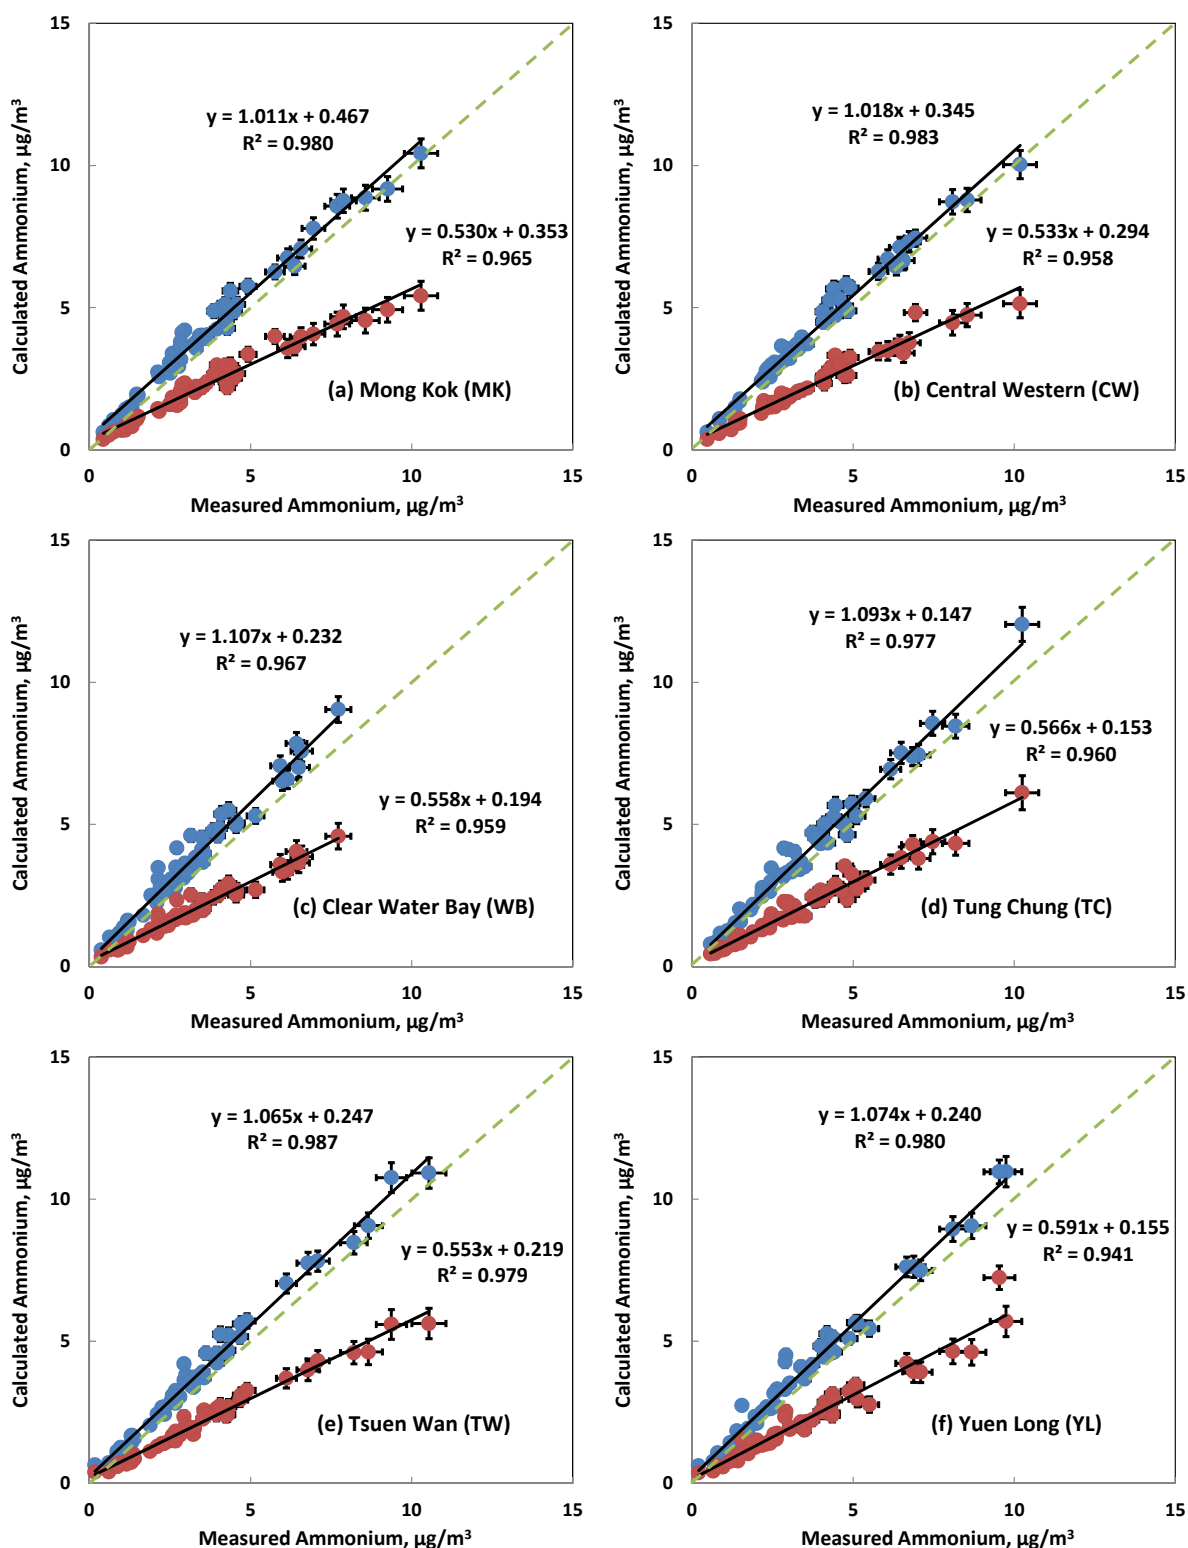 15
10
5
0
0
5
10
15
Calculated Ammonium, µg/m³
y = 1.011x + 0.467
R² = 0.980
y = 0.530x + 0.353
R² = 0.965
(a) Mong Kok (MK)
Measured Ammonium, µg/m³
15
10
5
0
0
5
10
15
Calculated Ammonium, µg/m³
y = 1.018x + 0.345
R² = 0.983
y = 0.533x + 0.294
R² = 0.958
(b) Central Western (CW)
Measured Ammonium, µg/m³
15
10
5
0
0
5
10
15
Calculated Ammonium, µg/m³
y = 1.107x + 0.232
R² = 0.967
y = 0.558x + 0.194
R² = 0.959
(c) Clear Water Bay (WB)
Measured Ammonium, µg/m³
15
10
5
0
0
5
10
15
Calculated Ammonium, µg/m³
y = 1.093x + 0.147
R² = 0.977
y = 0.566x + 0.153
R² = 0.960
(d) Tung Chung (TC)
Measured Ammonium, µg/m³
15
10
5
0
0
5
10
15
Calculated Ammonium, µg/m³
y = 1.065x + 0.247
R² = 0.987
y = 0.553x + 0.219
R² = 0.979
(e) Tsuen Wan (TW)
Measured Ammonium, µg/m³
15
10
5
0
0
5
10
15
Calculated Ammonium, µg/m³
y = 1.074x + 0.240
R² = 0.980
y = 0.591x + 0.155
R² = 0.941
(f) Yuen Long (YL)
Measured Ammonium, µg/m³